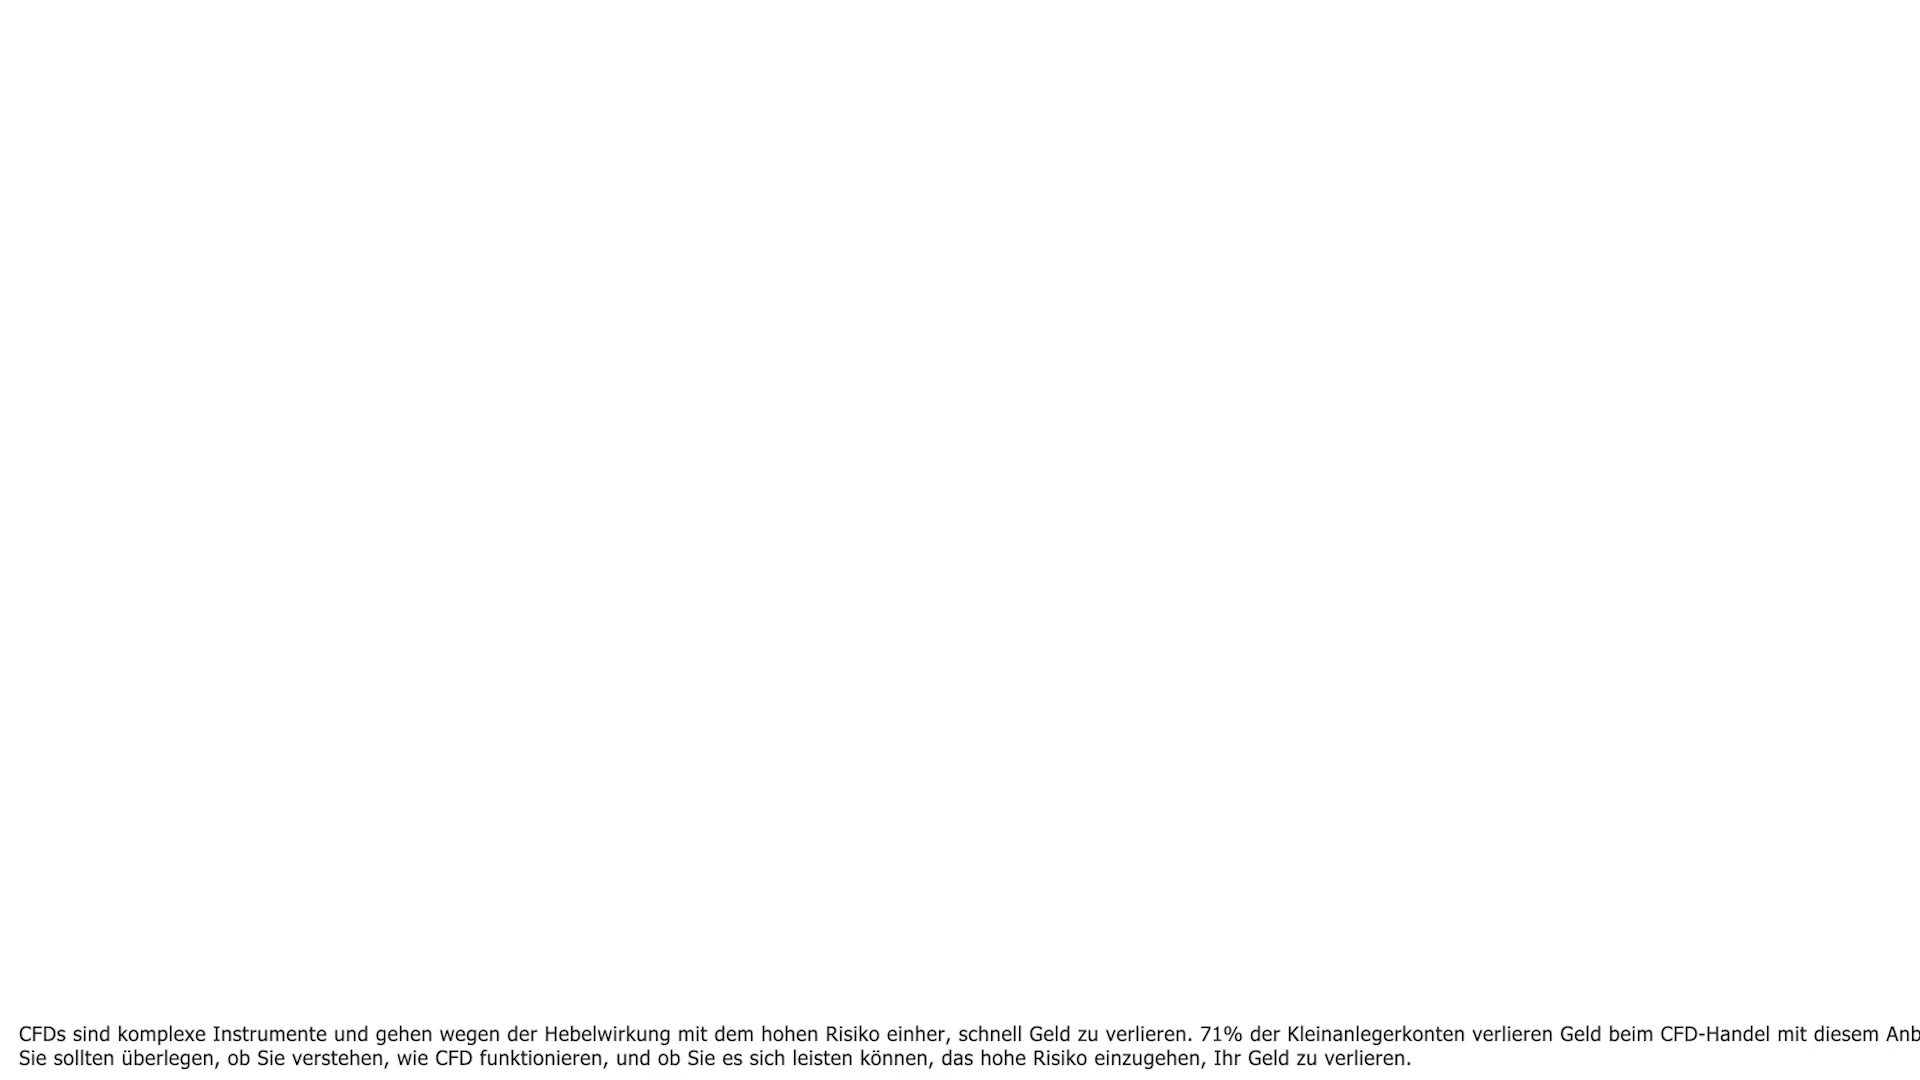 CFDs sind komplexe Instrumente und gehen wegen der Hebelwirkung mit dem hohen Risiko einher, schnell Geld zu verlieren. 71% der Kleinanlegerkonten verlieren Geld beim CFD-Handel mit diesem Anb
Sie sollten überlegen, ob Sie verstehen, wie CFD funktionieren, und ob Sie es sich leisten können, das hohe Risiko einzugehen, Ihr Geld zu verlieren.